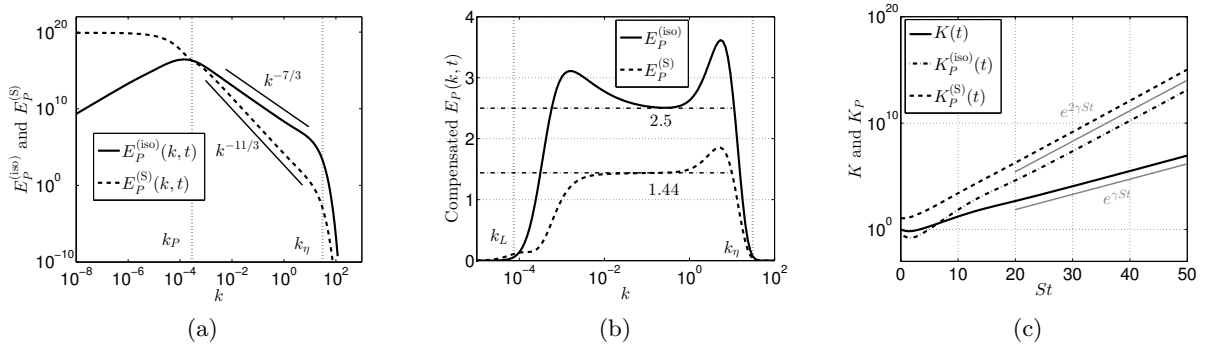 10^20
10^10
10^0
10^−10
E_P^(iso) and E_P^(S)
k^−7/3
k^−11/3
E_P^(iso)(k, t)
E_P^(S)(k, t)
k_P
k_η
10^−8 10^−6 10^−4 10^−2 10^0 10^2
k
(a)
Compensated E_P(k, t)
5
4
3
2
1
0
E_P^(iso)
E_P^(S)
2.5
1.44
k_L
k_η
10^−4 10^−2 10^0 10^2
k
(b)
K and K_P
10^20
10^10
10^0
K(t)
K_P^(iso)(t)
K_P^(S)(t)
e^2γSt
e^γSt
0 10 20 30 40 50
St
(c)